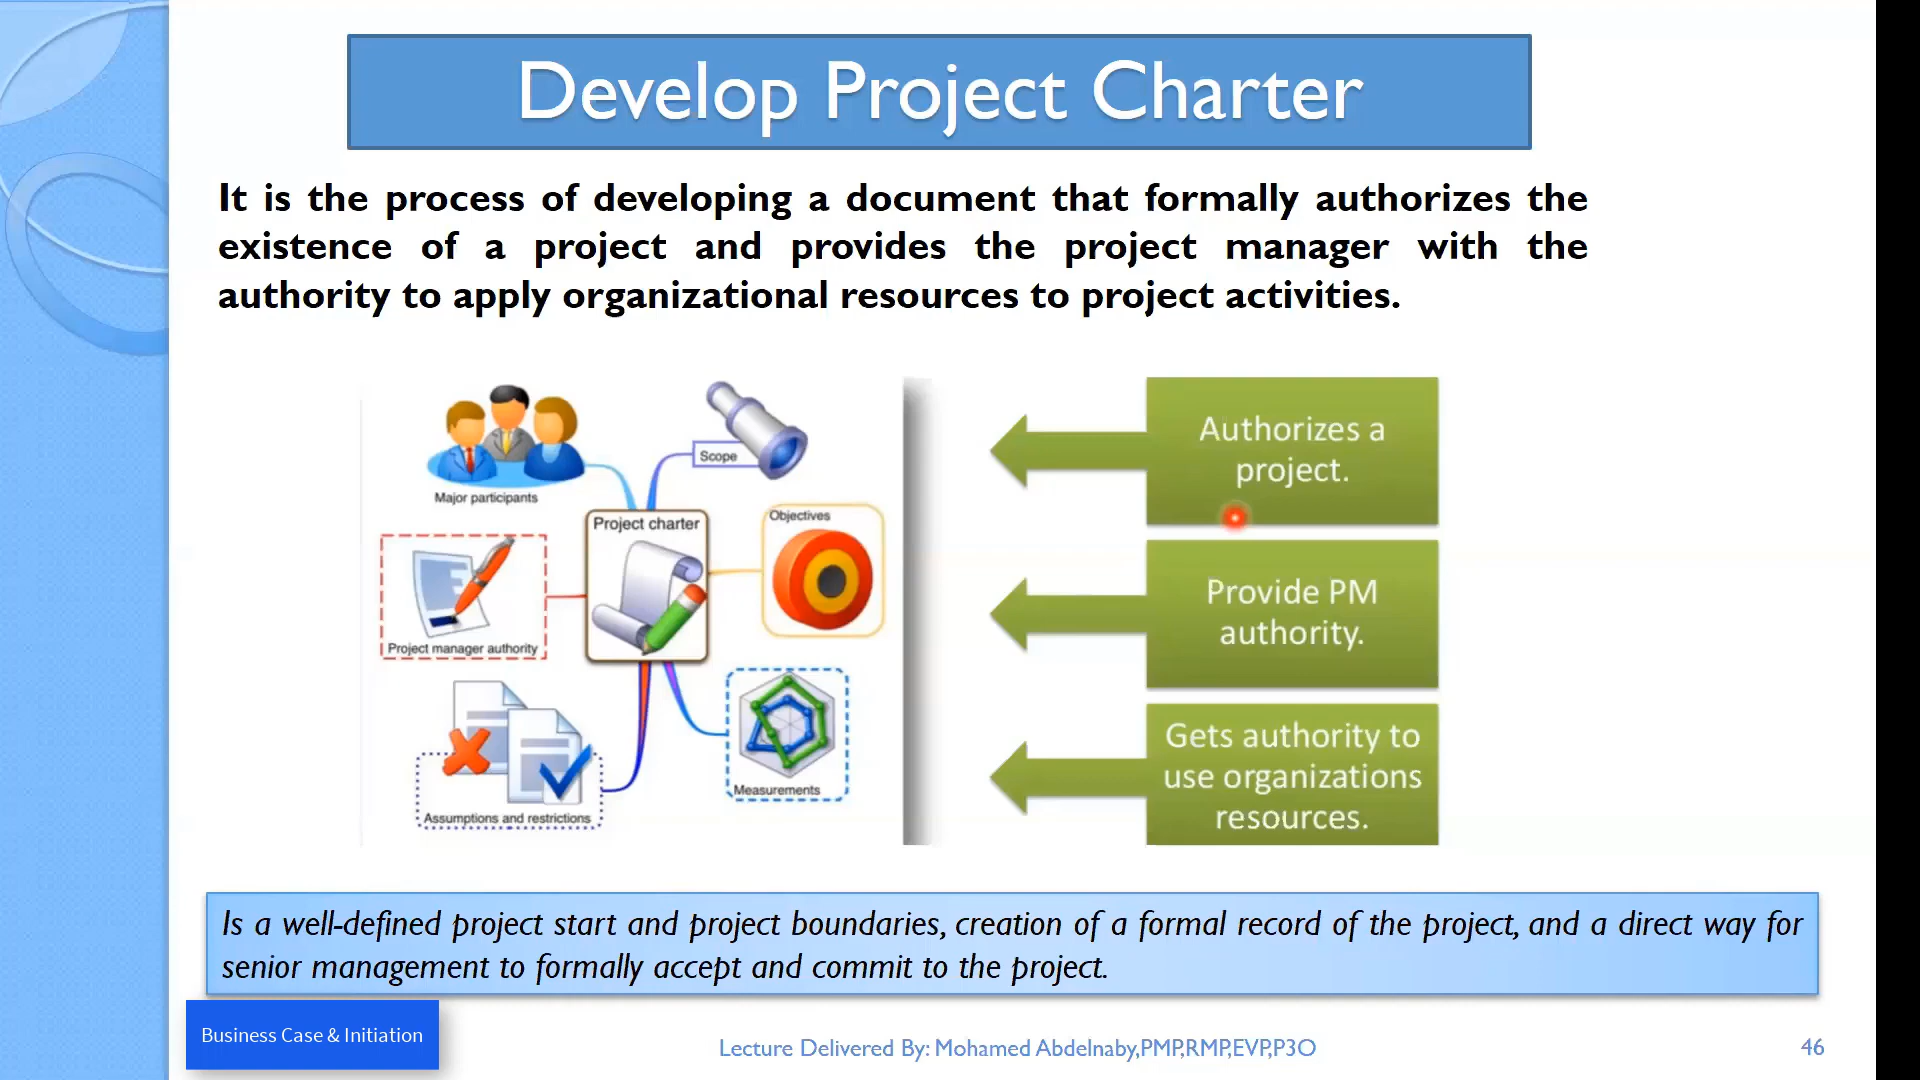 Develop Project Charter
It is the process of developing a document that formally authorizes the
existence of a project and provides the project manager with the
authority to apply organizational resources to project activities.
Major participants
Scope
Project charter
Objectives
Project manager authority
Measurements
Assumptions and restrictions
Authorizes a
project.
Provide PM
authority.
Gets authority to
use organizations
resources.
Is a well-defined project start and project boundaries, creation of a formal record of the project, and a direct way for
senior management to formally accept and commit to the project.
Business Case & Initiation
Lecture Delivered By: Mohamed Abdelnaby,PMP,RMP,EVP,P3O
46